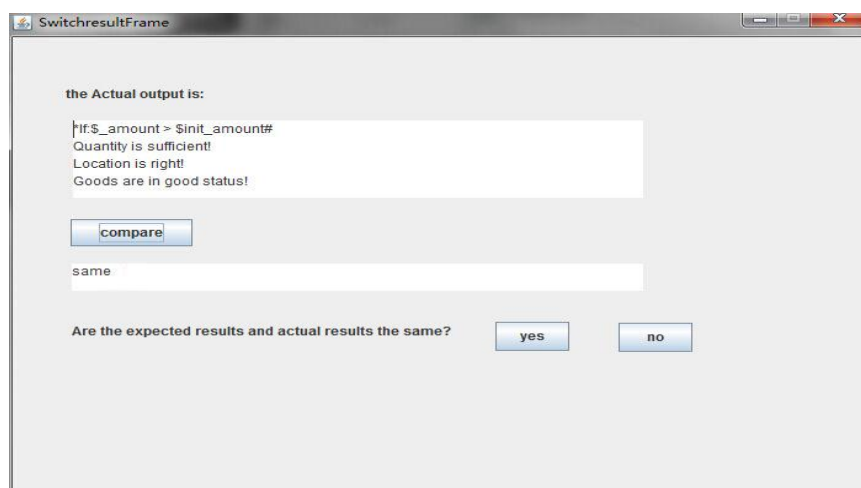 SwitchresultFrame
the Actual output is:
*If:$_amount > $init_amount#
Quantity is sufficient!
Location is right!
Goods are in good status!
compare
same
Are the expected results and actual results the same? yes no